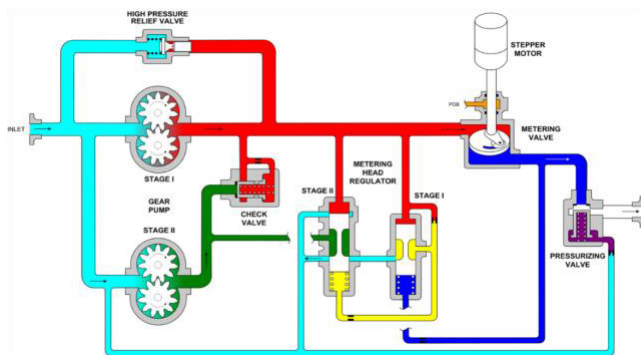 HIGH PRESSURE
RELIEF VALVE
STEPPER
MOTOR
PDB
INLET
METERING
VALVE
STAGE I
GEAR
PUMP
STAGE II
CHECK
VALVE
STAGE II
METERING
HEAD
REGULATOR
STAGE I
PRESSURIZING
VALVE